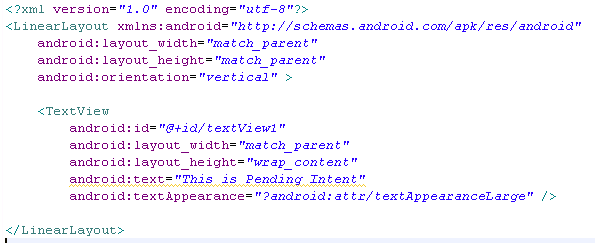 <?xml version="1.0" encoding="utf-8"?>
<LinearLayout xmlns:android="http://schemas.android.com/apk/res/android"
    android:layout_width="match_parent"
    android:layout_height="match_parent"
    android:orientation="vertical" >

    <TextView
        android:id="@+id/textView1"
        android:layout_width="match_parent"
        android:layout_height="wrap_content"
        android:text="This is Pending Intent"
        android:textAppearance="?android:attr/textAppearanceLarge" />

</LinearLayout>